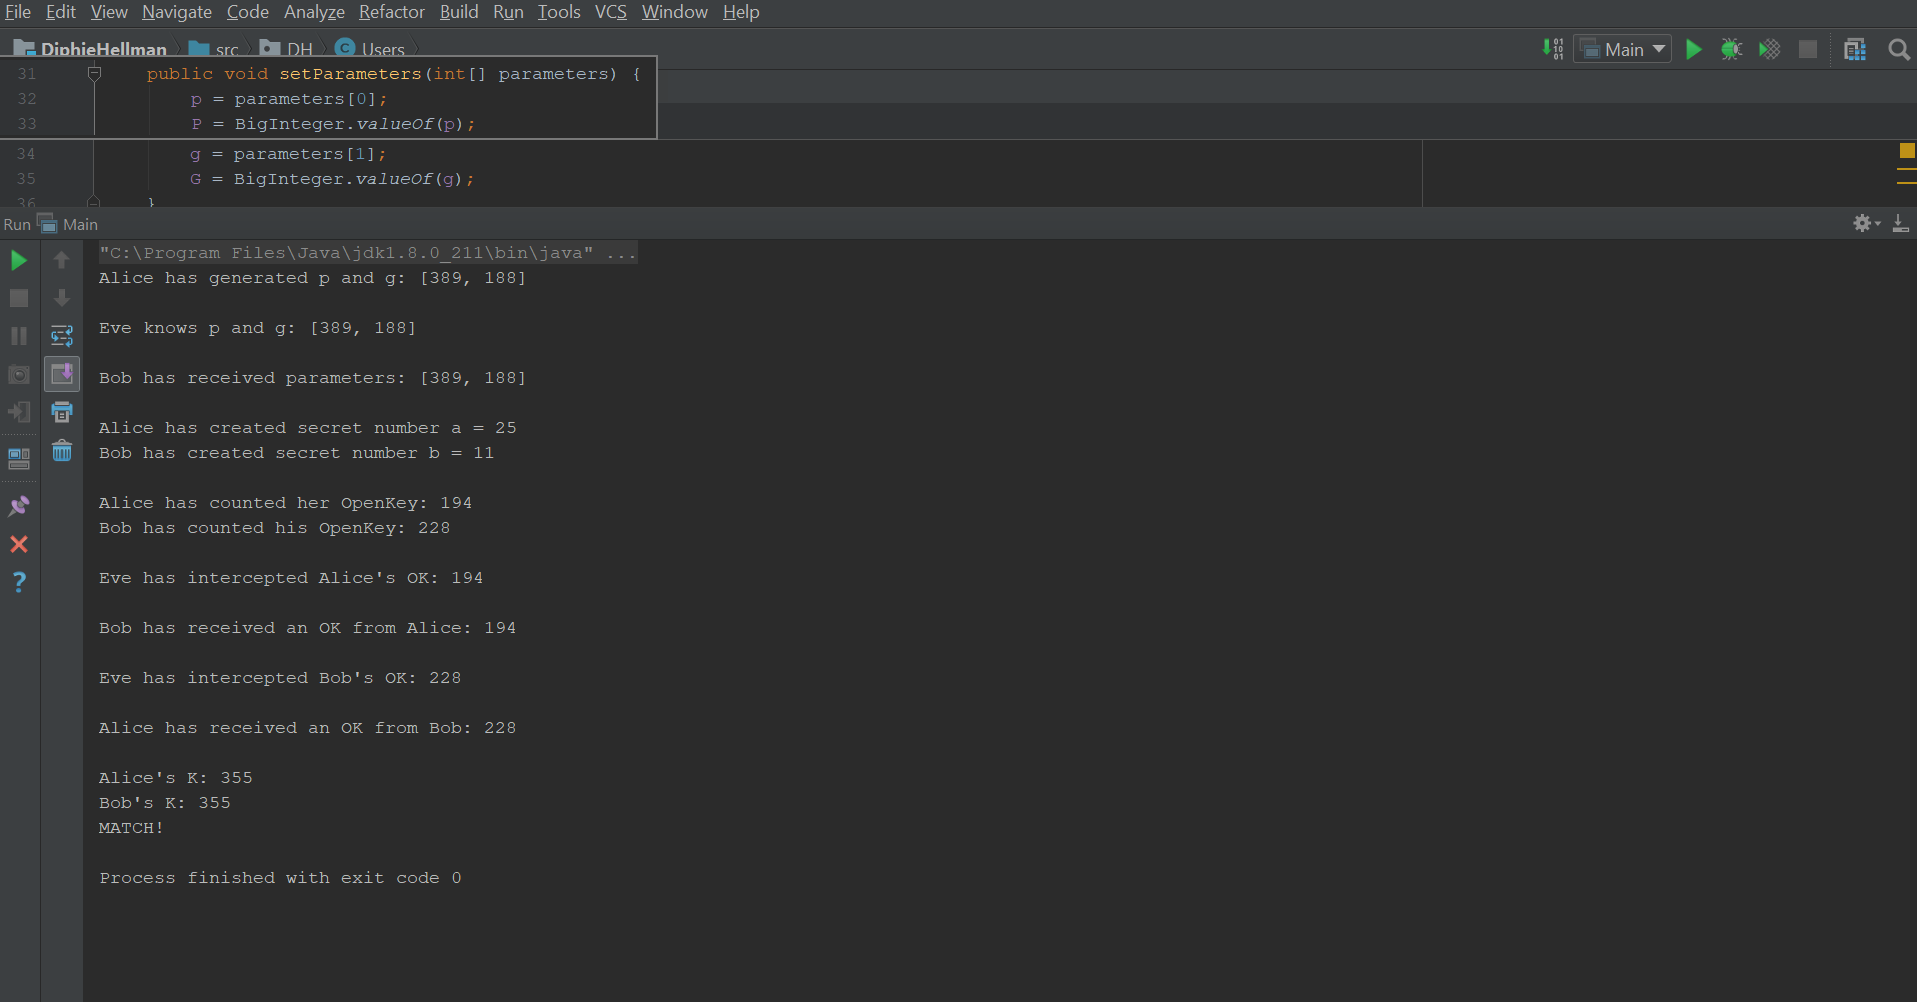 File Edit View Navigate Code Analyze Refactor Build Run Tools VCS Window Help
DiphieHellman src DH Users Main
31 public void setParameters(int[] parameters) {
32 p = parameters[0];
33 P = BigInteger.valueOf(p);
34 g = parameters[1];
35 G = BigInteger.valueOf(g);
36 }
Run Main
"C:\Program Files\Java\jdk1.8.0_211\bin\java" ...
Alice has generated p and g: [389, 188]
Eve knows p and g: [389, 188]
Bob has received parameters: [389, 188]
Alice has created secret number a = 25
Bob has created secret number b = 11
Alice has counted her OpenKey: 194
Bob has counted his OpenKey: 228
Eve has intercepted Alice's OK: 194
Bob has received an OK from Alice: 194
Eve has intercepted Bob's OK: 228
Alice has received an OK from Bob: 228
Alice's K: 355
Bob's K: 355
MATCH!
Process finished with exit code 0